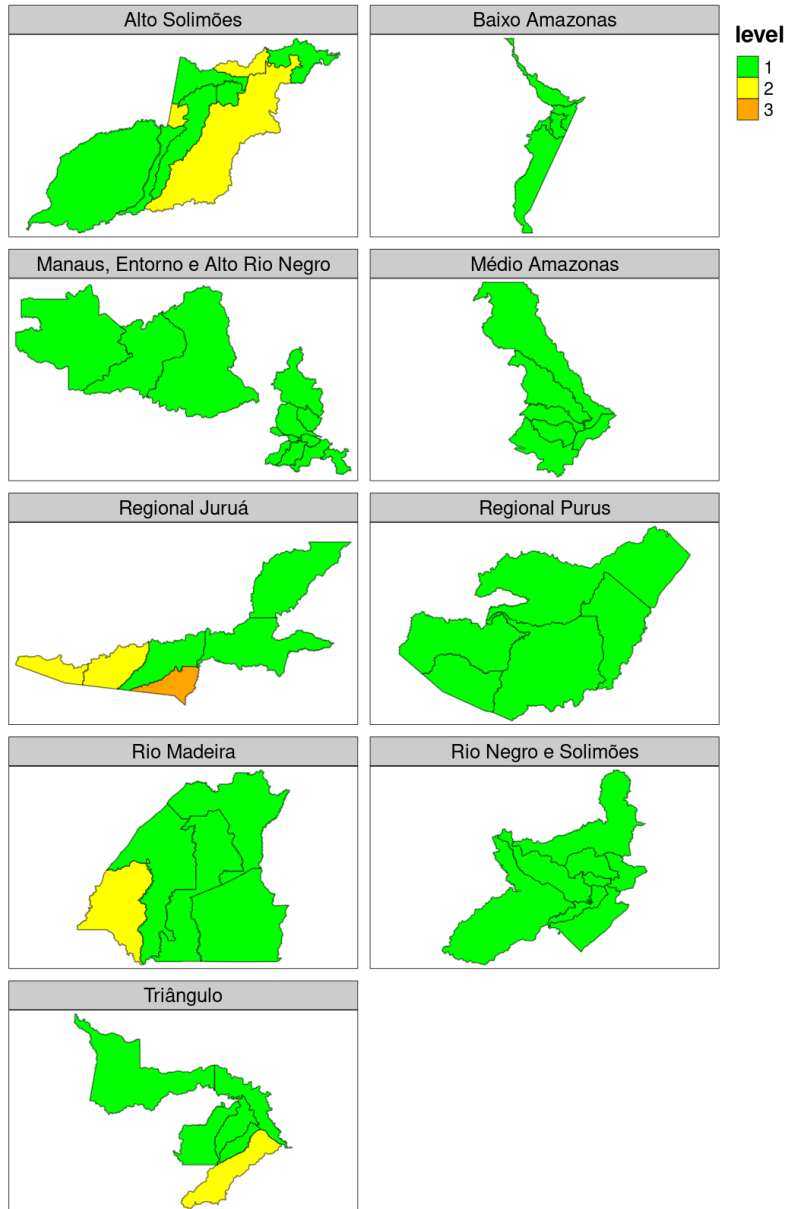 Alto Solimões
Baixo Amazonas
level
1
2
3
Manaus, Entorno e Alto Rio Negro
Médio Amazonas
Regional Juruá
Regional Purus
Rio Madeira
Rio Negro e Solimões
Triângulo